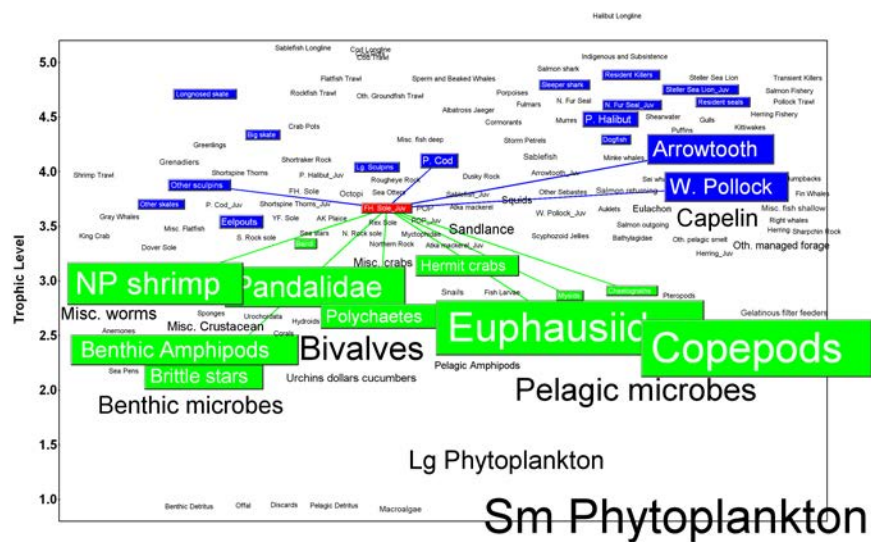 Halibut Longline
Sablefish Longline
Cod Longline
Cod Trawl
Indigenous and Subsistence
5.0
Salmon shark
Flatfish Trawl
Sperm and Beaked Whales
Resident Killers
Steller Sea Lion
Transient Killers
Sleeper shark
Porpoises
Longnosed skate
Rockfish Trawl
Oth. Groundfish Trawl
Steller Sea Lion_Juv
Salmon Fishery
Fulmars
N. Fur Seal
N. Fur Seal_Juv
Resident seals
Pollock Trawl
4.5
Albatross Jaeger
Shearwater
Herring Fishery
Cormorants
Murres
P. Halibut
Gulls
Crab Pots
Puffins
Kittiwakes
Big skate
Misc. fish deep
Storm Petrels
Dogfish
Greenlings
Arrowtooth
Grenadiers
Shortraker Rock
P. Cod
Sablefish
Minke whales
4.0
Shrimp Trawl
Shortspine Thorns
P. Halibut_Juv
Lg. Sculpins
Rougheye Rock
Dusky Rock
Arrowtooth_Juv
Other sculpins
FH. Sole
Octopi
Sea Otters
Sablefish_Juv
Other Sebastes
Salmon returning
W. Pollock
Fin Whales
Squids
Other skates
P. Cod_Juv
Shortspine Thorns_Juv
FH. Sole_Juv
POP
Atka mackerel
W. Pollock_Juv
Auklets
Eulachon
Misc. fish shallow
3.5
Gray Whales
Eelpouts
YF. Sole
AK Plaice
Rex Sole
POP_Juv
Sandlance
Salmon outgoing
Capelin
Right whales
Misc. Flatfish
King Crab
S. Rock sole
Sea stars
N. Rock sole
Myctophidae
Scyphozoid Jellies
Bathylagidae
Oth. pelagic smelt
Herring
Sharpchin Rock
Dover Sole
Northern Rock
Atka mackerel_Juv
Herring_Juv
Oth. managed forage
Misc. crabs
Hermit crabs
3.0
Trophic Level
NP shrimp
Pandalidae
Snails
Fish Larvae
Mysids
Chaetognaths
Pteropods
Misc. worms
Sponges
Urochordata
Hydroids
Polychaetes
Euphausiid
Gelatinous filter feeders
2.5
Anemones
Misc. Crustacean
Corals
Benthic Amphipods
Bivalves
Copepods
Sea Pens
Brittle stars
Urchins dollars cucumbers
Pelagic Amphipods
2.0
Benthic microbes
Pelagic microbes
1.5
Lg Phytoplankton
1.0
Benthic Detritus
Offal
Discards
Pelagic Detritus
Macroalgae
Sm Phytoplankton